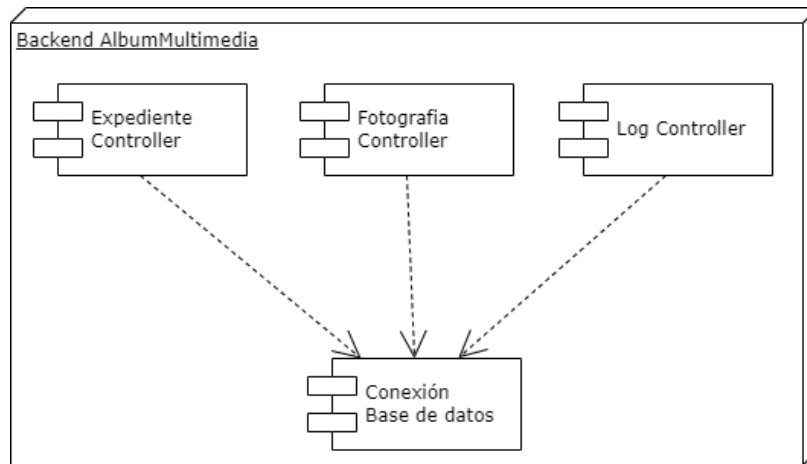 Backend AlbumMultimedia
Expediente
Controller
Fotografia
Controller
Log Controller
Conexión
Base de datos